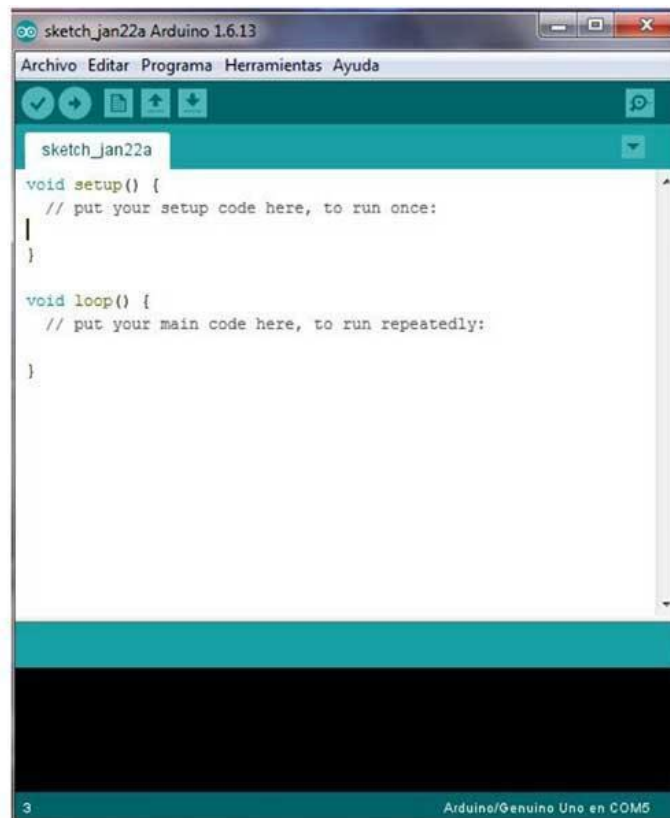 sketch_jan22a Arduino 1.6.13
Archivo Editar Programa Herramientas Ayuda
sketch_jan22a
void setup() {
// put your setup code here, to run once:
}
void loop() {
// put your main code here, to run repeatedly:
}
3 Arduino/Genuino Uno en COM5